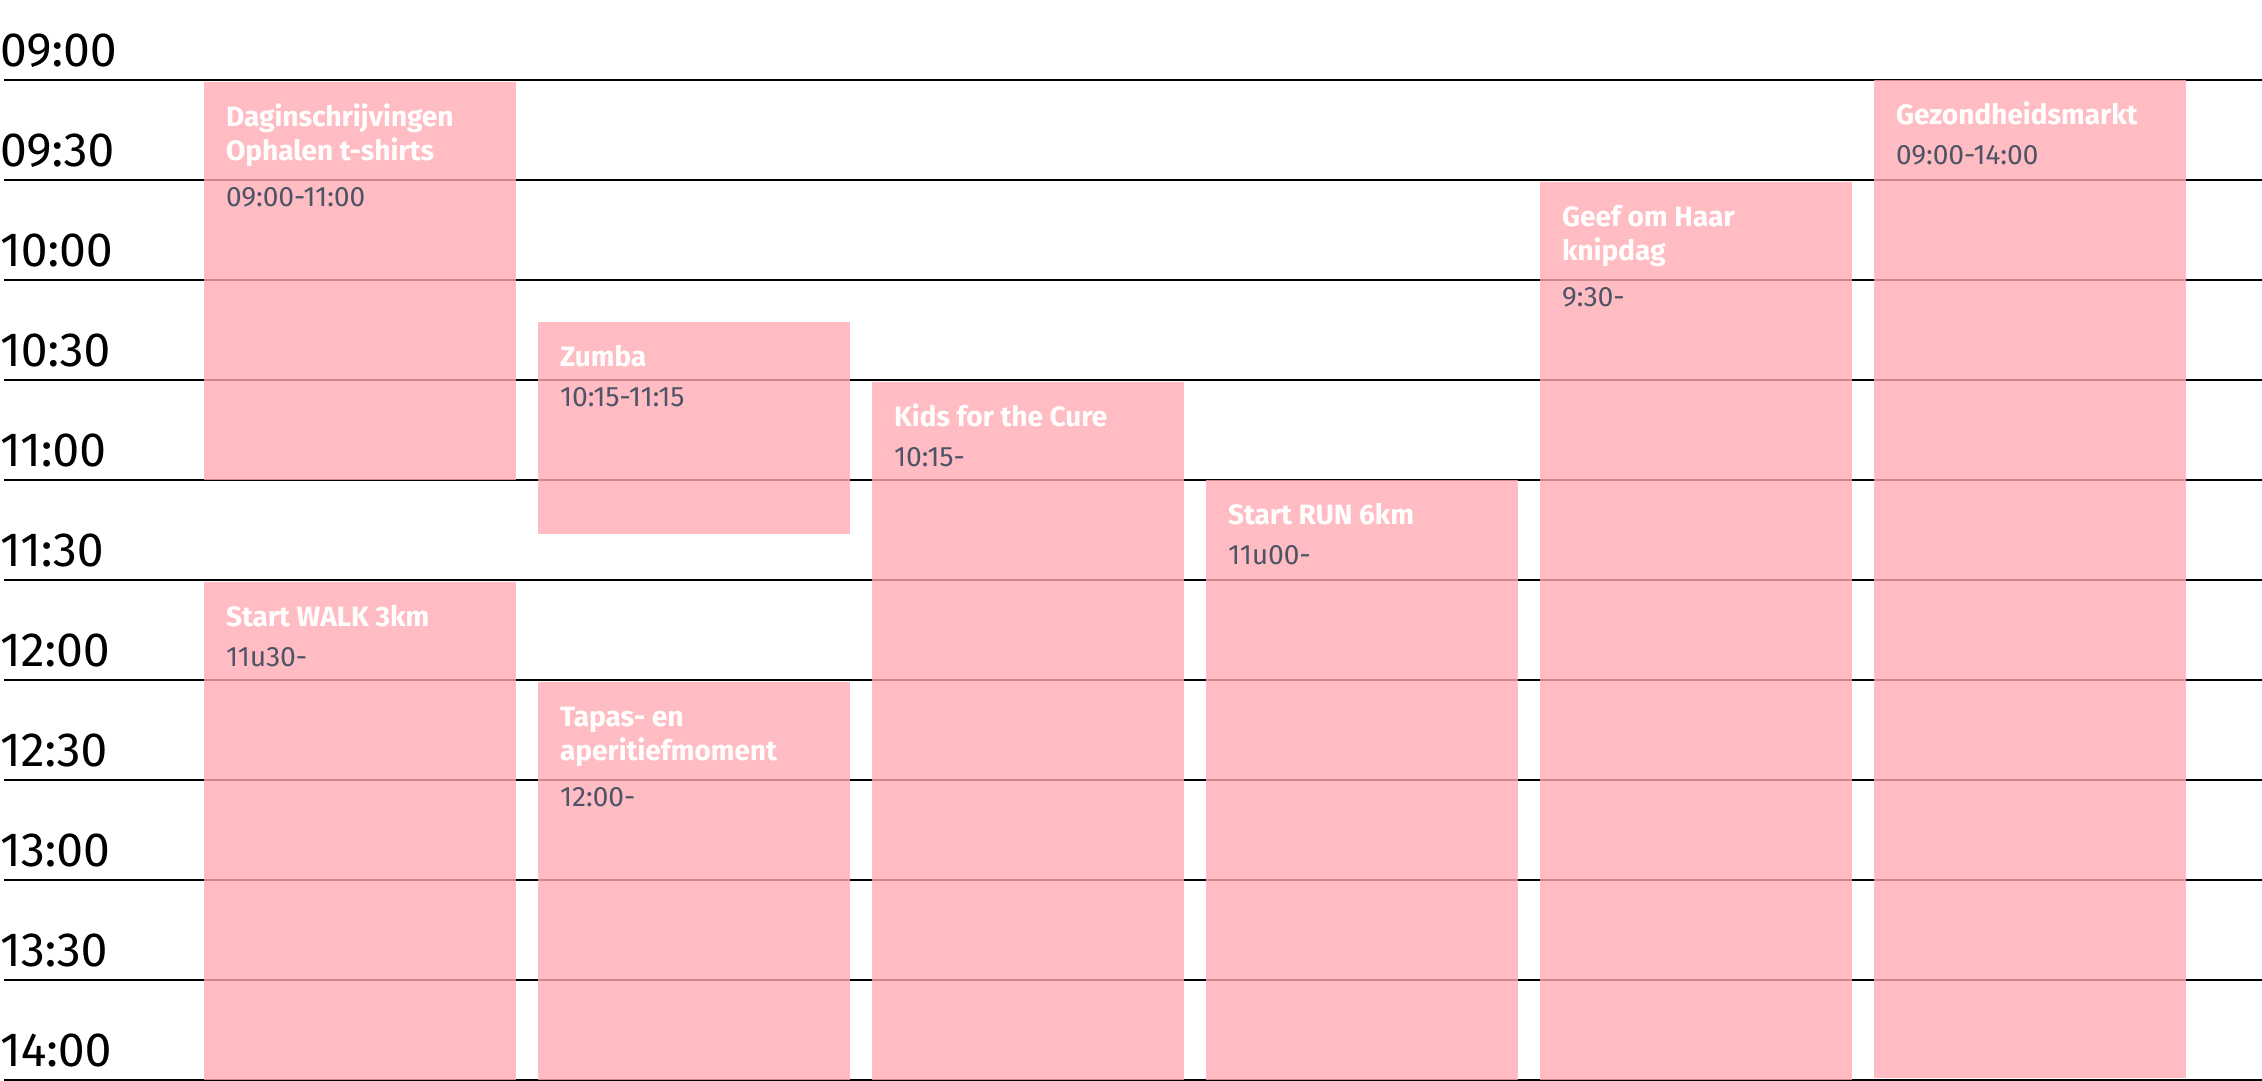 09:00
09:30
10:00
10:30
11:00
11:30
12:00
12:30
13:00
13:30
14:00
Daginschrijvingen
Ophalen t-shirts
09:00-11:00
Start WALK 3km
11u30-
Zumba
10:15-11:15
Tapas- en
aperitiefmoment
12:00-
Kids for the Cure
10:15-
Start RUN 6km
11u00-
Geef om Haar
knipdag
9:30-
Gezondheidsmarkt
09:00-14:00